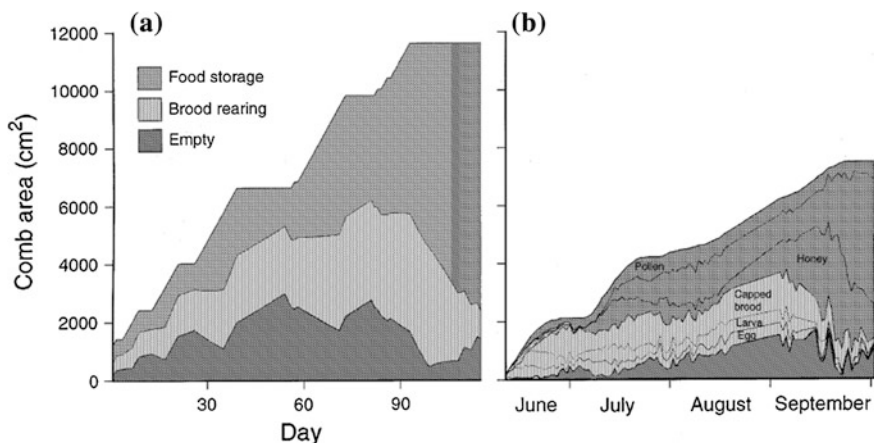 (a)
12000
10000
8000
6000
4000
2000
0
Comb area (cm²)
Food storage
Brood rearing
Empty
30
60
90
Day
(b)
Pollen
Honey
Capped
brood
Larva
Egg
June
July
August
September